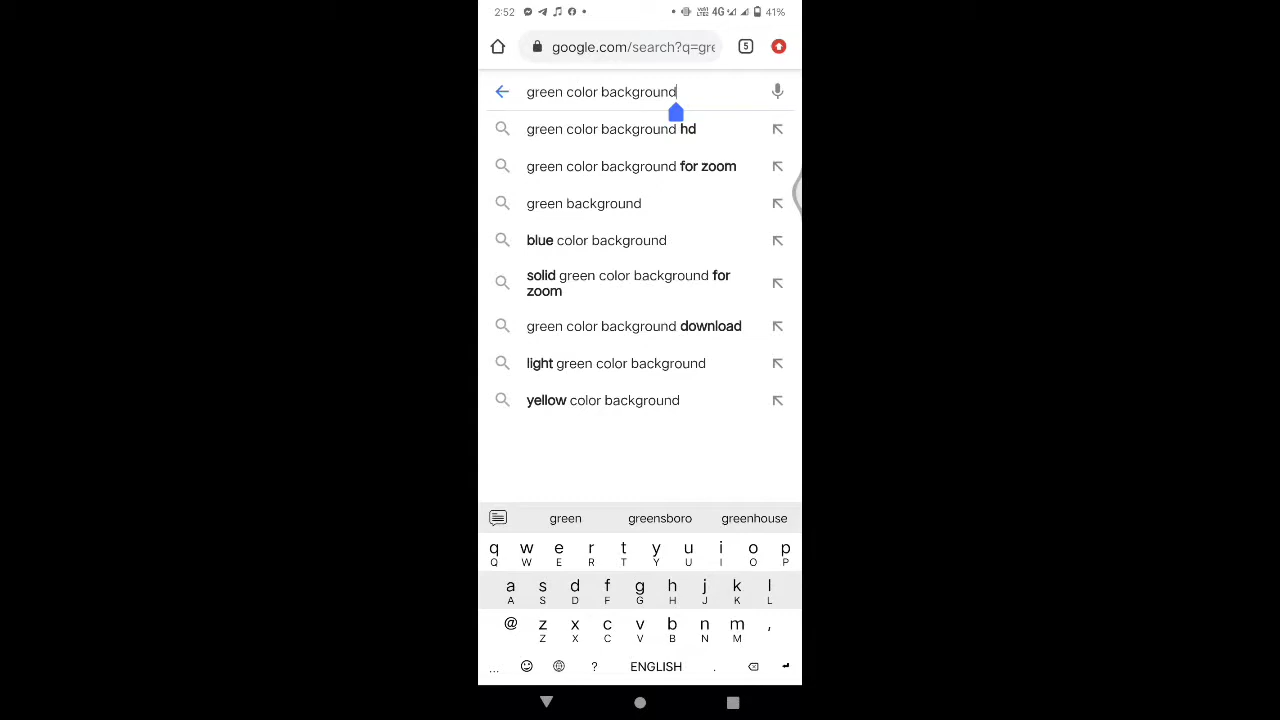 2:52 4G 41%
google.com/search?q=gre 5
green color background
green color background hd
green color background for zoom
green background
blue color background
solid green color background for
zoom
green color background download
light green color background
yellow color background
green greensboro greenhouse
q w e r t y u i o p
Q W E R T Y U I O P
a s d f g h j k l
A S D F G H J K L
@ z x c v b n m ,
Z X C V B N M
... ? ENGLISH .